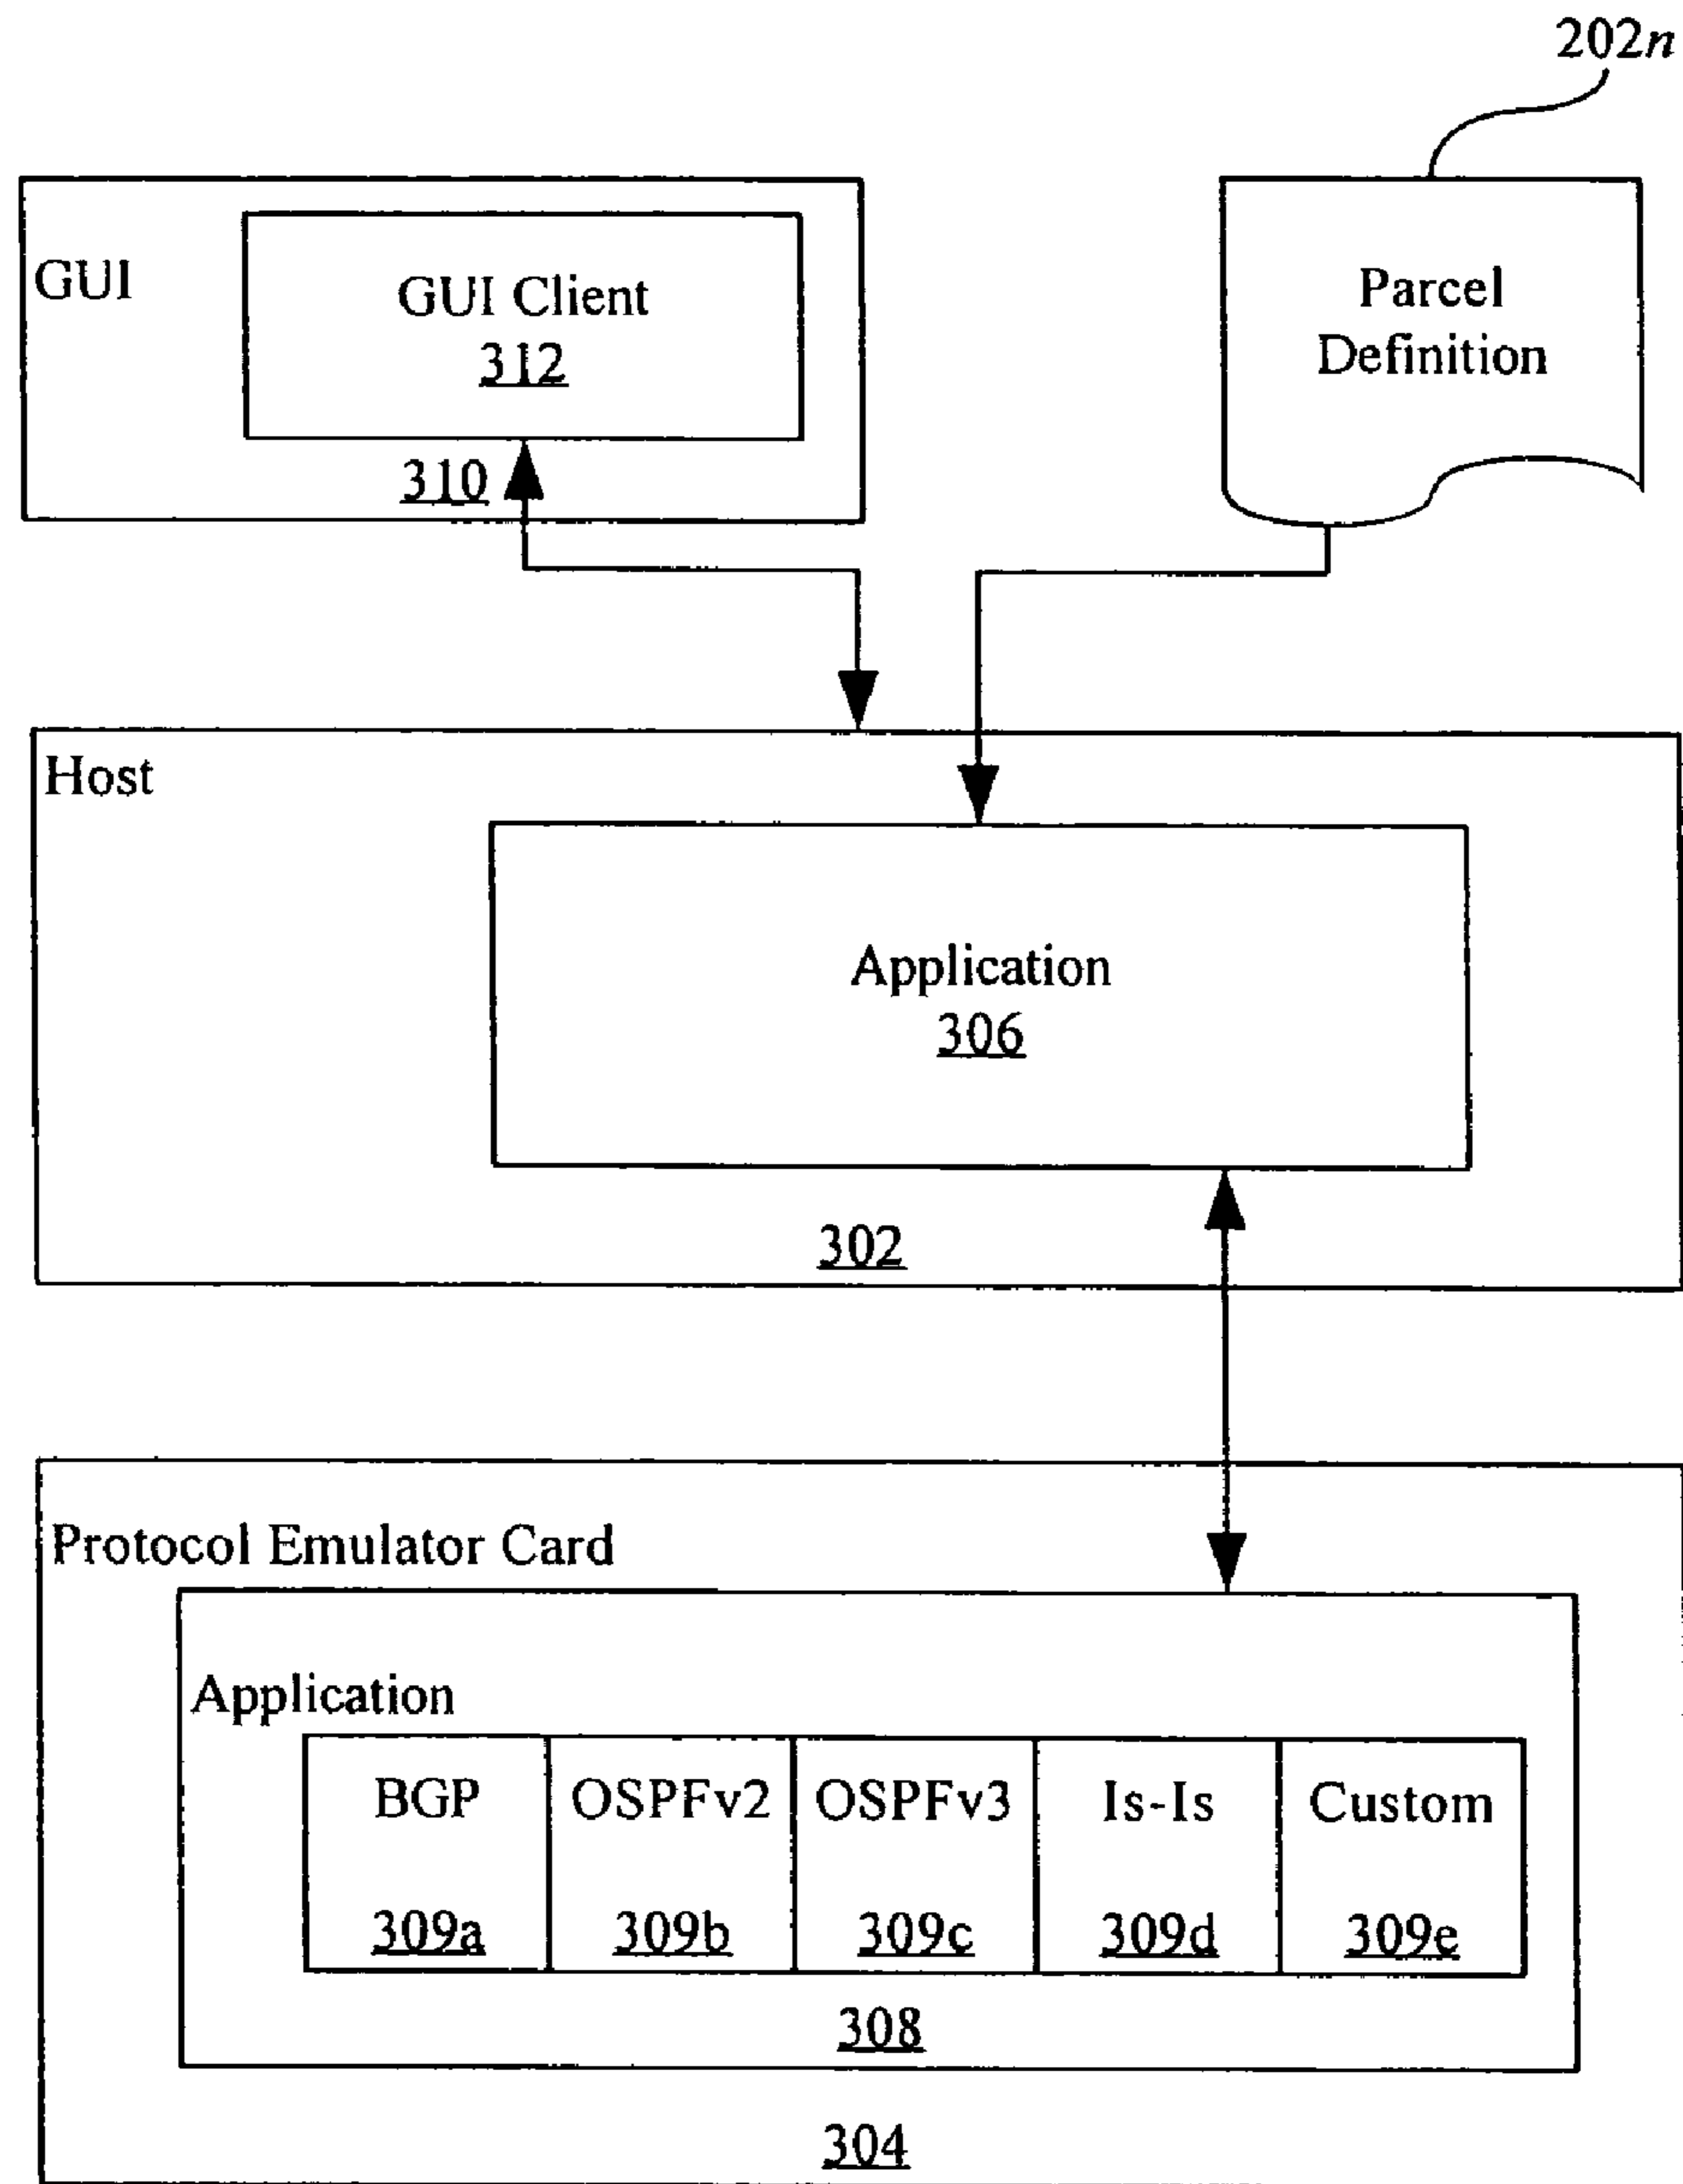 202n
GUI
GUI Client
312
310
Parcel
Definition
Host
Application
306
302
Protocol Emulator Card
Application
BGP
309a
OSPFv2
309b
OSPFv3
309c
Is-Is
309d
Custom
309e
308
304